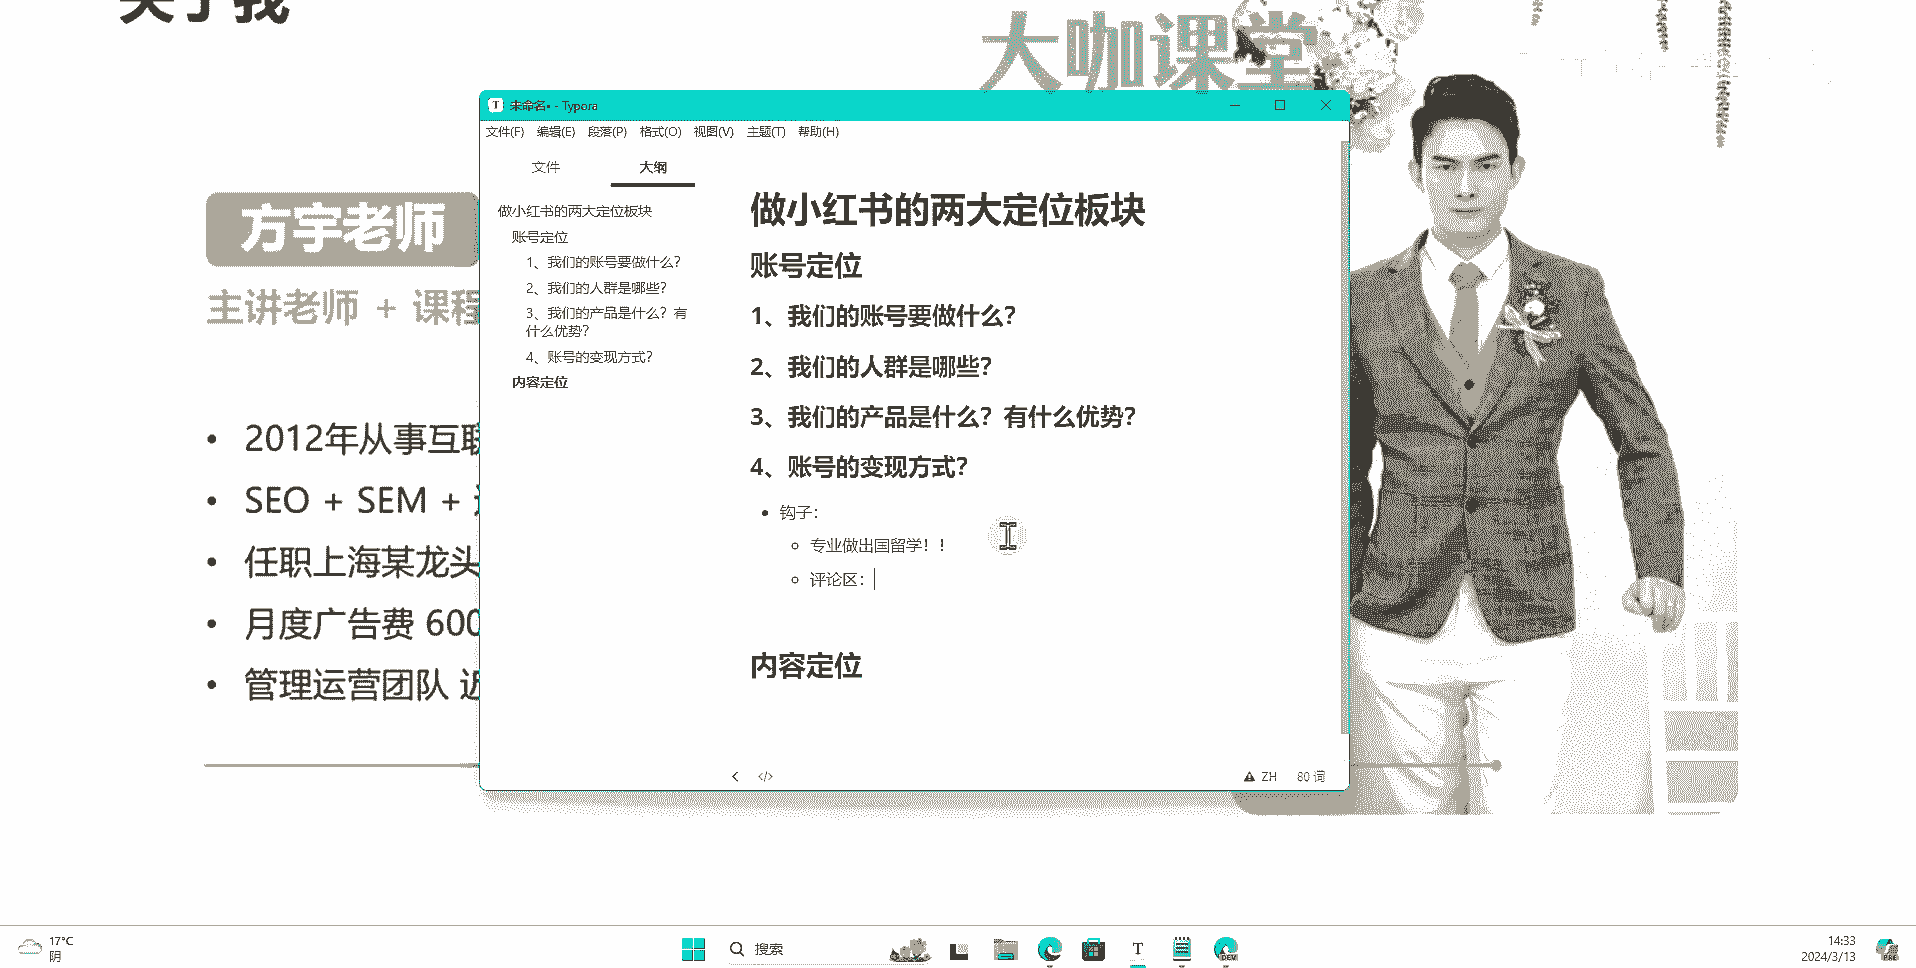 关于我
大咖课堂
方宇老师
主讲老师 + 课程
2012年从事互联
SEO + SEM +
任职上海某龙头
月度广告费 600
管理运营团队 近
未命名• - Typora
文件(F) 编辑(E) 段落(P) 格式(O) 视图(V) 主题(T) 帮助(H)
文件 大纲
做小红书的两大定位板块
账号定位
1、我们的账号要做什么？
2、我们的人群是哪些？
3、我们的产品是什么？有
什么优势？
4、账号的变现方式？
内容定位
做小红书的两大定位板块
账号定位
1、我们的账号要做什么？
2、我们的人群是哪些？
3、我们的产品是什么？有什么优势？
4、账号的变现方式？
钩子：
专业做出国留学！！
评论区：
内容定位
ZH 80 词
17°C
阴
搜索
T
DEV
14:33
2024/3/13
PRE